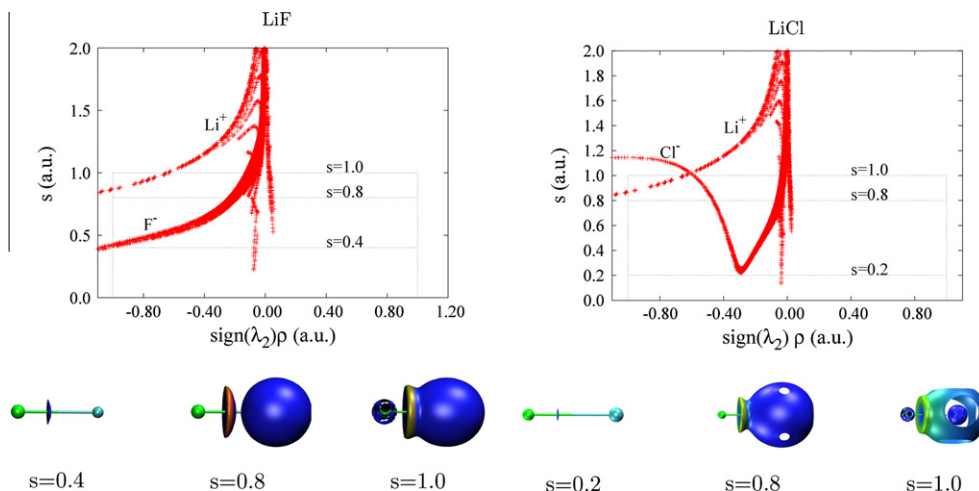 LiF
2.0
1.5
1.0
0.5
0.0
s (a.u.)
Li+
F-
s=1.0
s=0.8
s=0.4
-0.80 -0.40 0.00 0.40 0.80 1.20
sign(λ2)ρ (a.u.)
LiCl
2.0
1.8
1.6
1.4
1.2
1.0
0.8
0.6
0.4
0.2
0.0
s (a.u.)
Li+
Cl-
s=1.0
s=0.8
s=0.2
-0.80 -0.40 0.00 0.40 0.80
sign(λ2) ρ (a.u.)
s=0.4 s=0.8 s=1.0 s=0.2 s=0.8 s=1.0